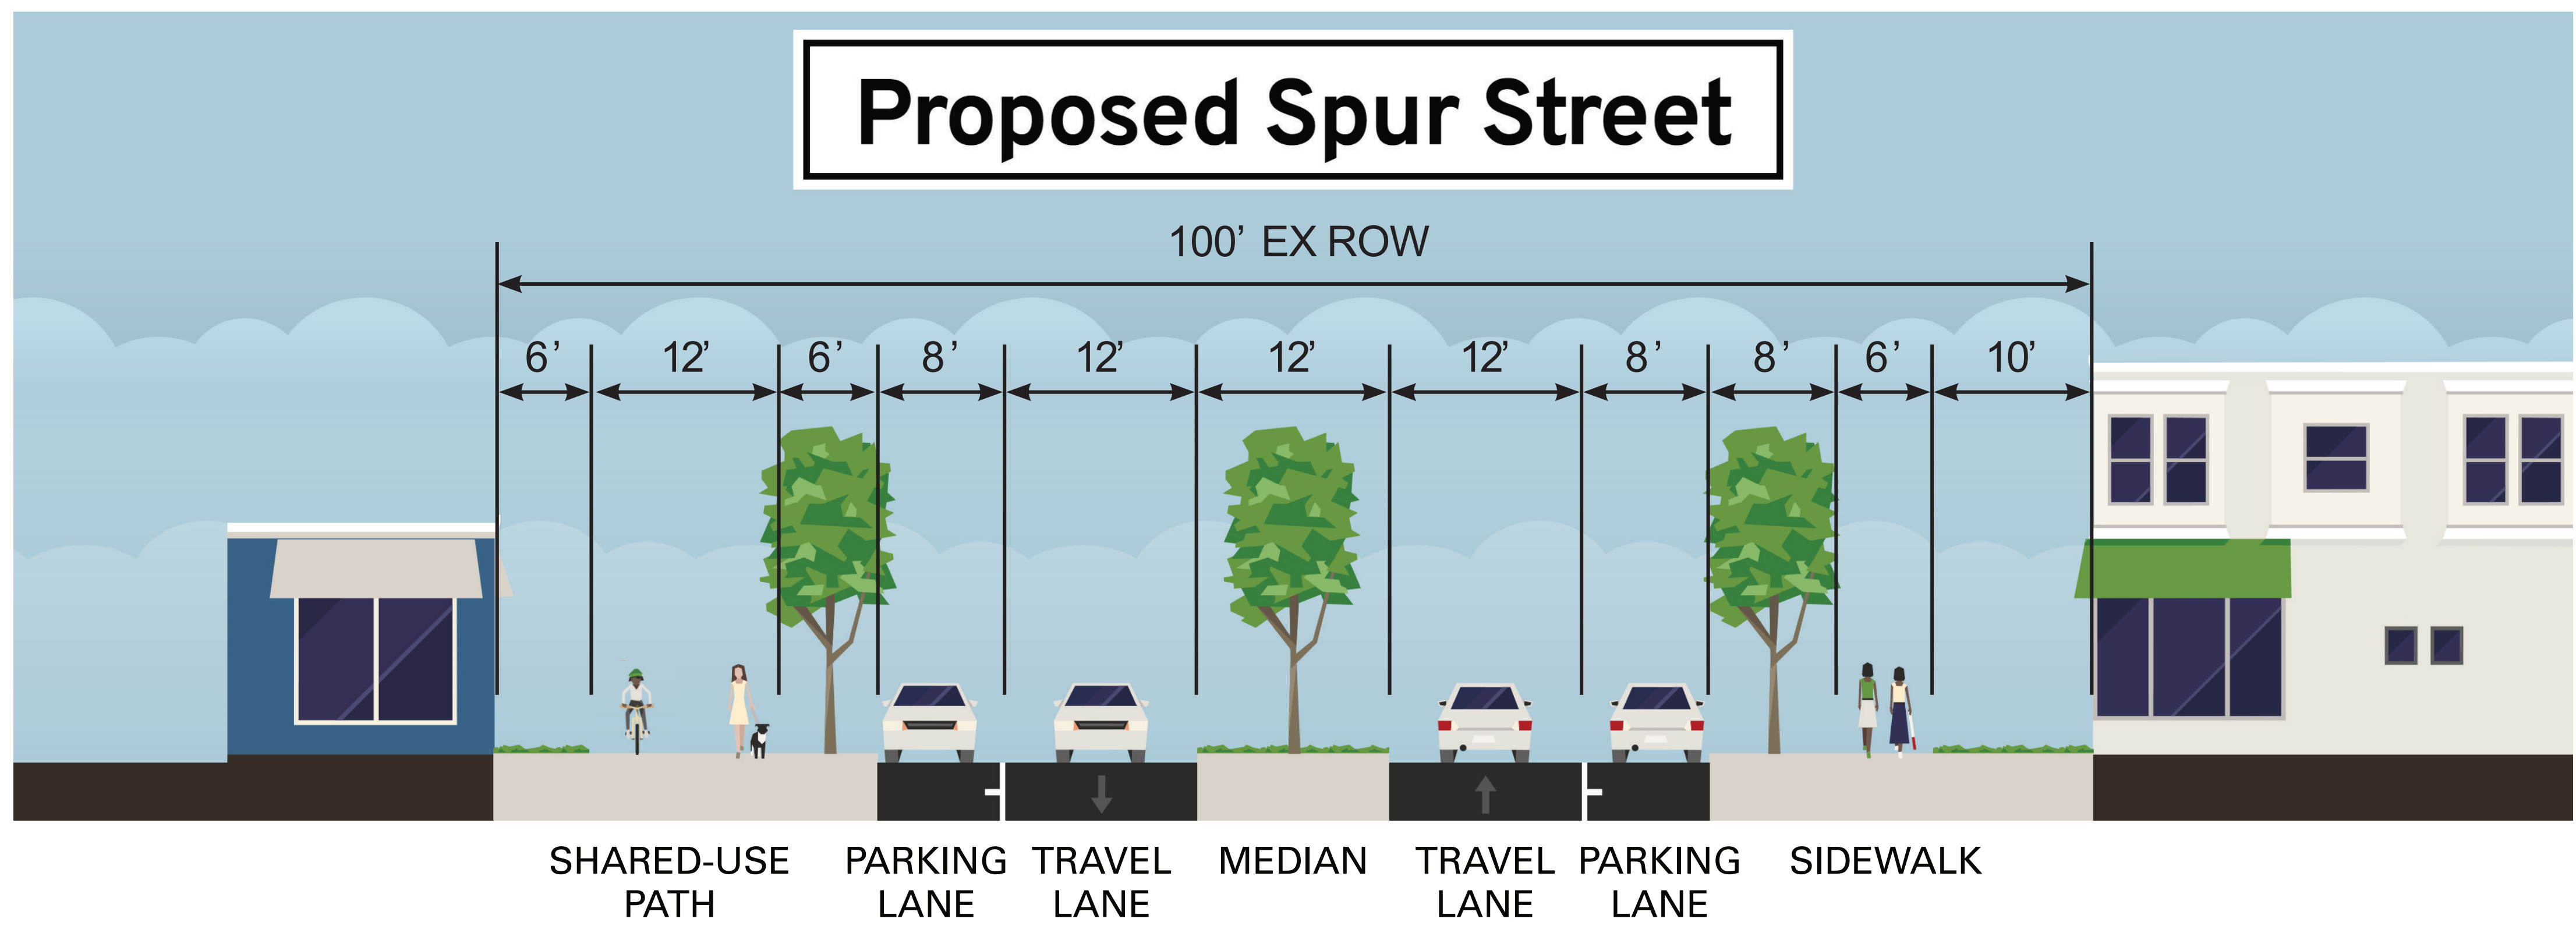 Proposed Spur Street
100’ EX ROW
6’ 12’ 6’ 8’ 12’ 12’ 12’ 8’ 8’ 6’ 10’
SHARED-USE PATH
PARKING LANE
TRAVEL LANE
MEDIAN
TRAVEL LANE
PARKING LANE
SIDEWALK